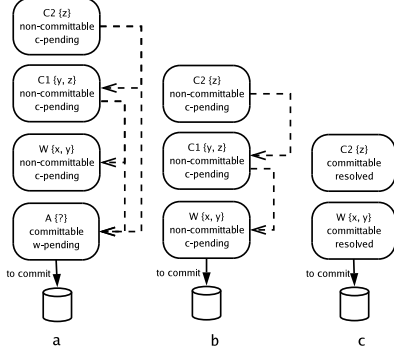 C2 {z}
non-committable
c-pending
C1 {y, z}
non-committable
c-pending
W {x, y}
non-committable
c-pending
A {?}
committable
w-pending
to commit
a
C2 {z}
non-committable
c-pending
C1 {y, z}
non-committable
c-pending
W {x, y}
non-committable
c-pending
to commit
b
C2 {z}
committable
resolved
W {x, y}
committable
resolved
to commit
c